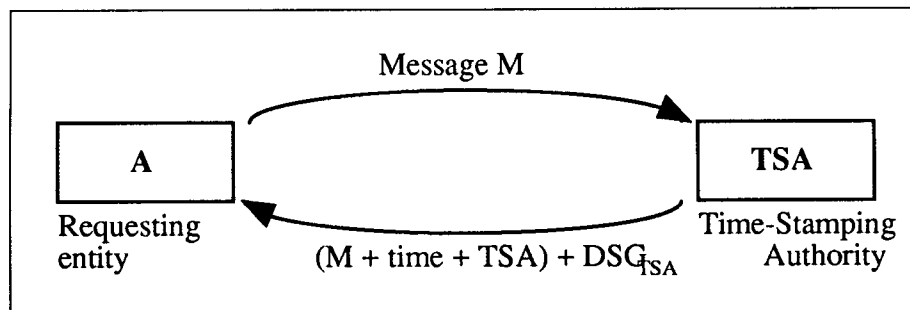 Message M
A
TSA
Requesting
entity
Time-Stamping
Authority
(M + time + TSA) + DSG_TSA